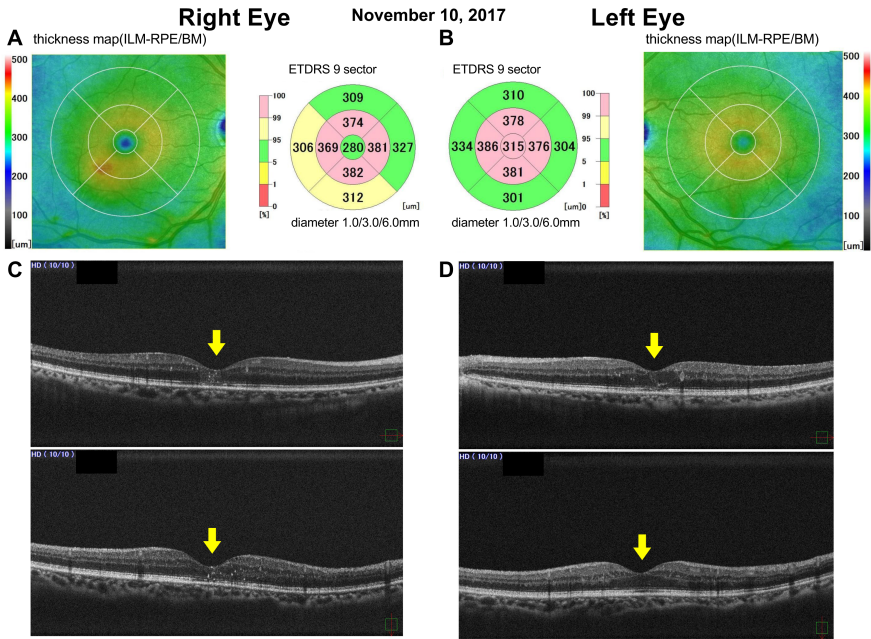 Right Eye
November 10, 2017
Left Eye
A
thickness map(ILM-RPE/BM)
500
400
300
200
100
[um]
ETDRS 9 sector
100
99
95
5
1
0
[%]
309
374
306
369
280
381
327
382
312
[um]
diameter 1.0/3.0/6.0mm
B
ETDRS 9 sector
310
378
334
386
315
376
304
381
301
100
99
95
5
1
0
[um]
[%]
diameter 1.0/3.0/6.0mm
thickness map(ILM-RPE/BM)
500
400
300
200
100
[um]
C
HD ( 10/10 )
D
HD ( 10/10 )
HD ( 10/10 )
HD ( 10/10 )